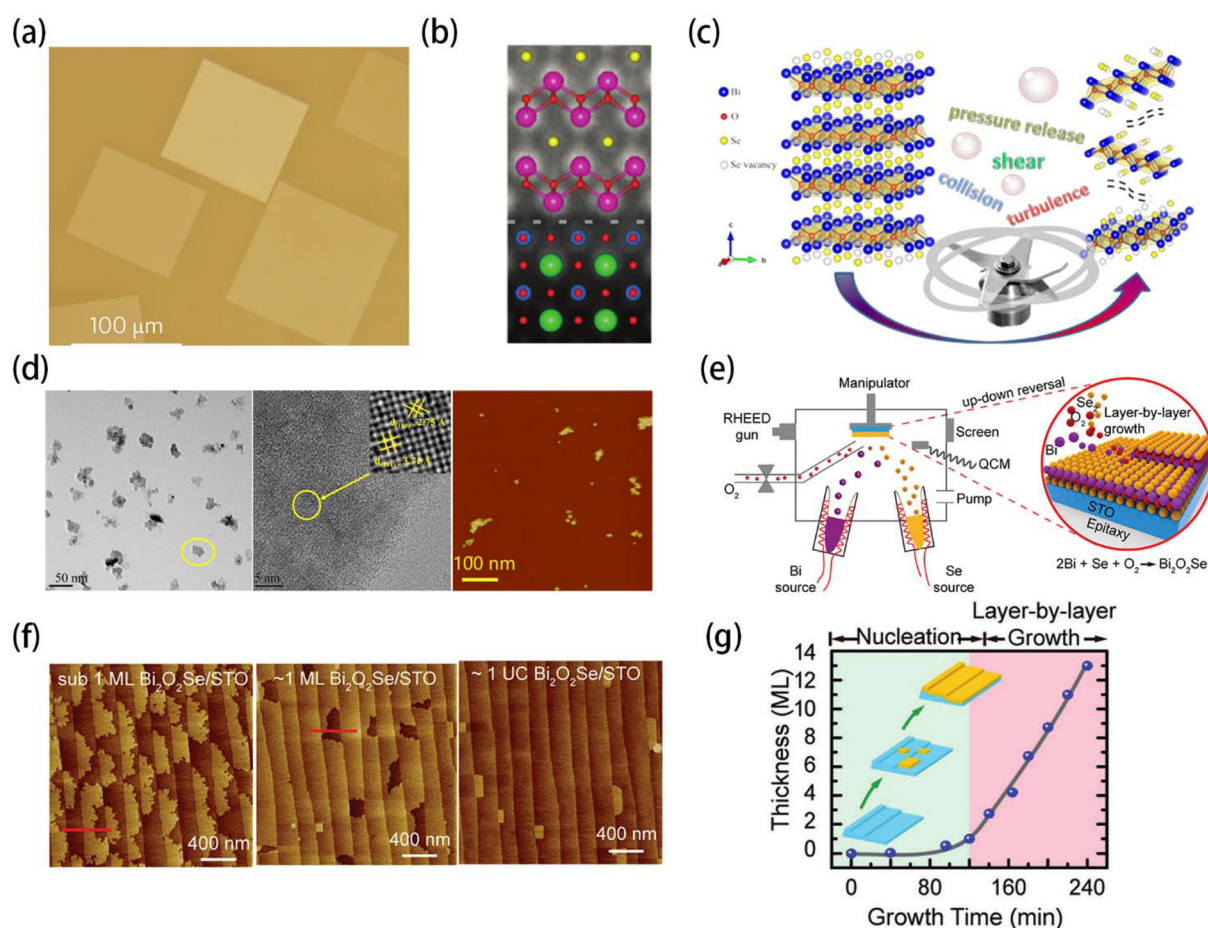 (a)
100 μm
(b)
(c)
Bi
O
Se
Se vacancy
c
b
pressure release
shear
collision
turbulence
(d)
50 nm
5 nm
100 nm
(e)
Manipulator
up-down reversal
RHEED
gun
Screen
QCM
O₂
Pump
Bi
source
Se
source
Se₂
O₂
Layer-by-layer
growth
Bi
STO
Epitaxy
2Bi + Se + O₂ → Bi₂O₂Se
(f)
sub 1 ML Bi₂O₂Se/STO
400 nm
~1 ML Bi₂O₂Se/STO
400 nm
~ 1 UC Bi₂O₂Se/STO
400 nm
(g)
Layer-by-layer
Nucleation
Growth
Thickness (ML)
14
12
10
8
6
4
2
0
0
80
160
240
Growth Time (min)